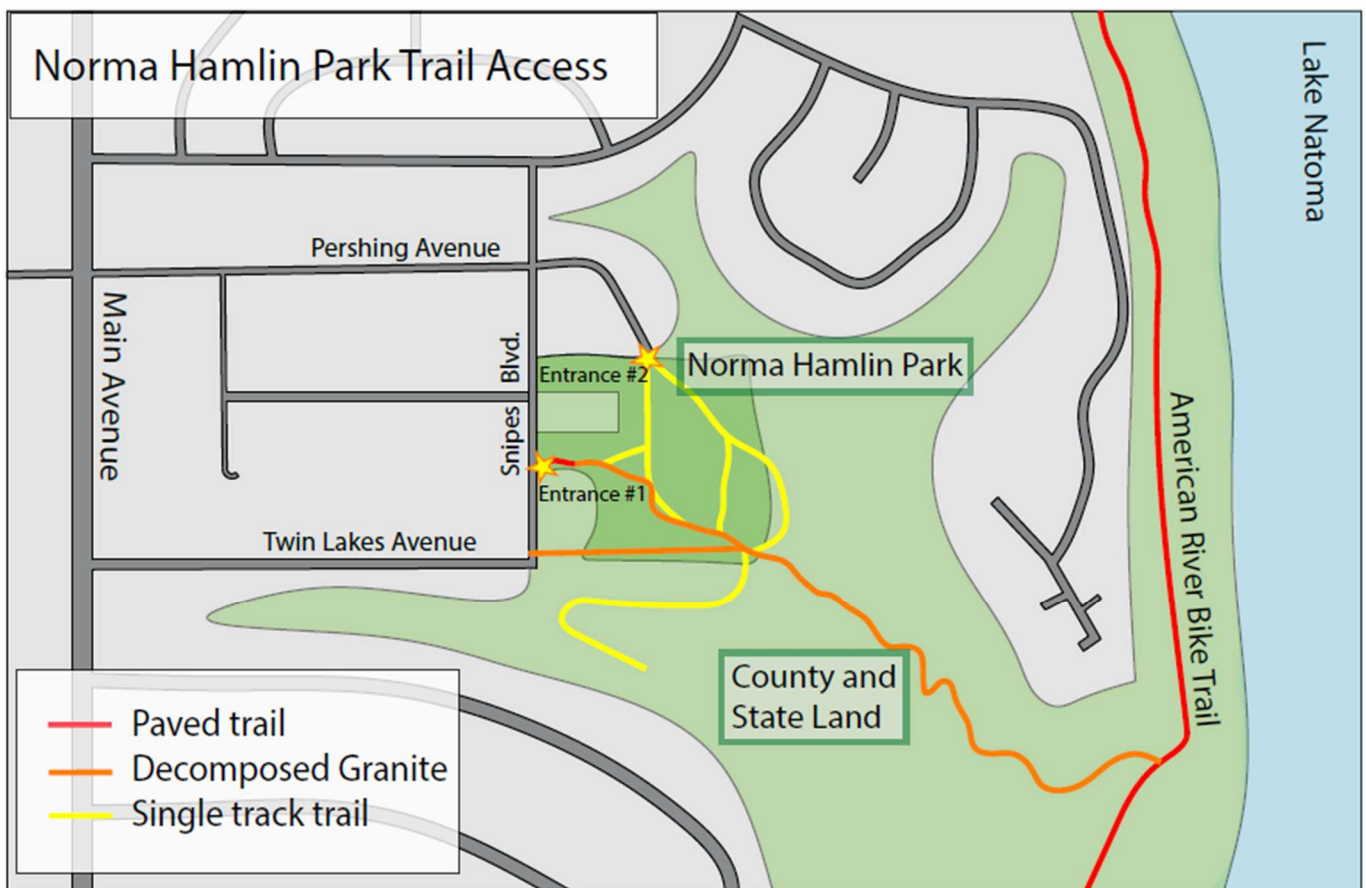 Norma Hamlin Park Trail Access
Lake Natoma
Pershing Avenue
Main Avenue
Snipes Blvd.
Entrance #2
Norma Hamlin Park
Entrance #1
American River Bike Trail
Twin Lakes Avenue
County and
State Land
Paved trail
Decomposed Granite
Single track trail